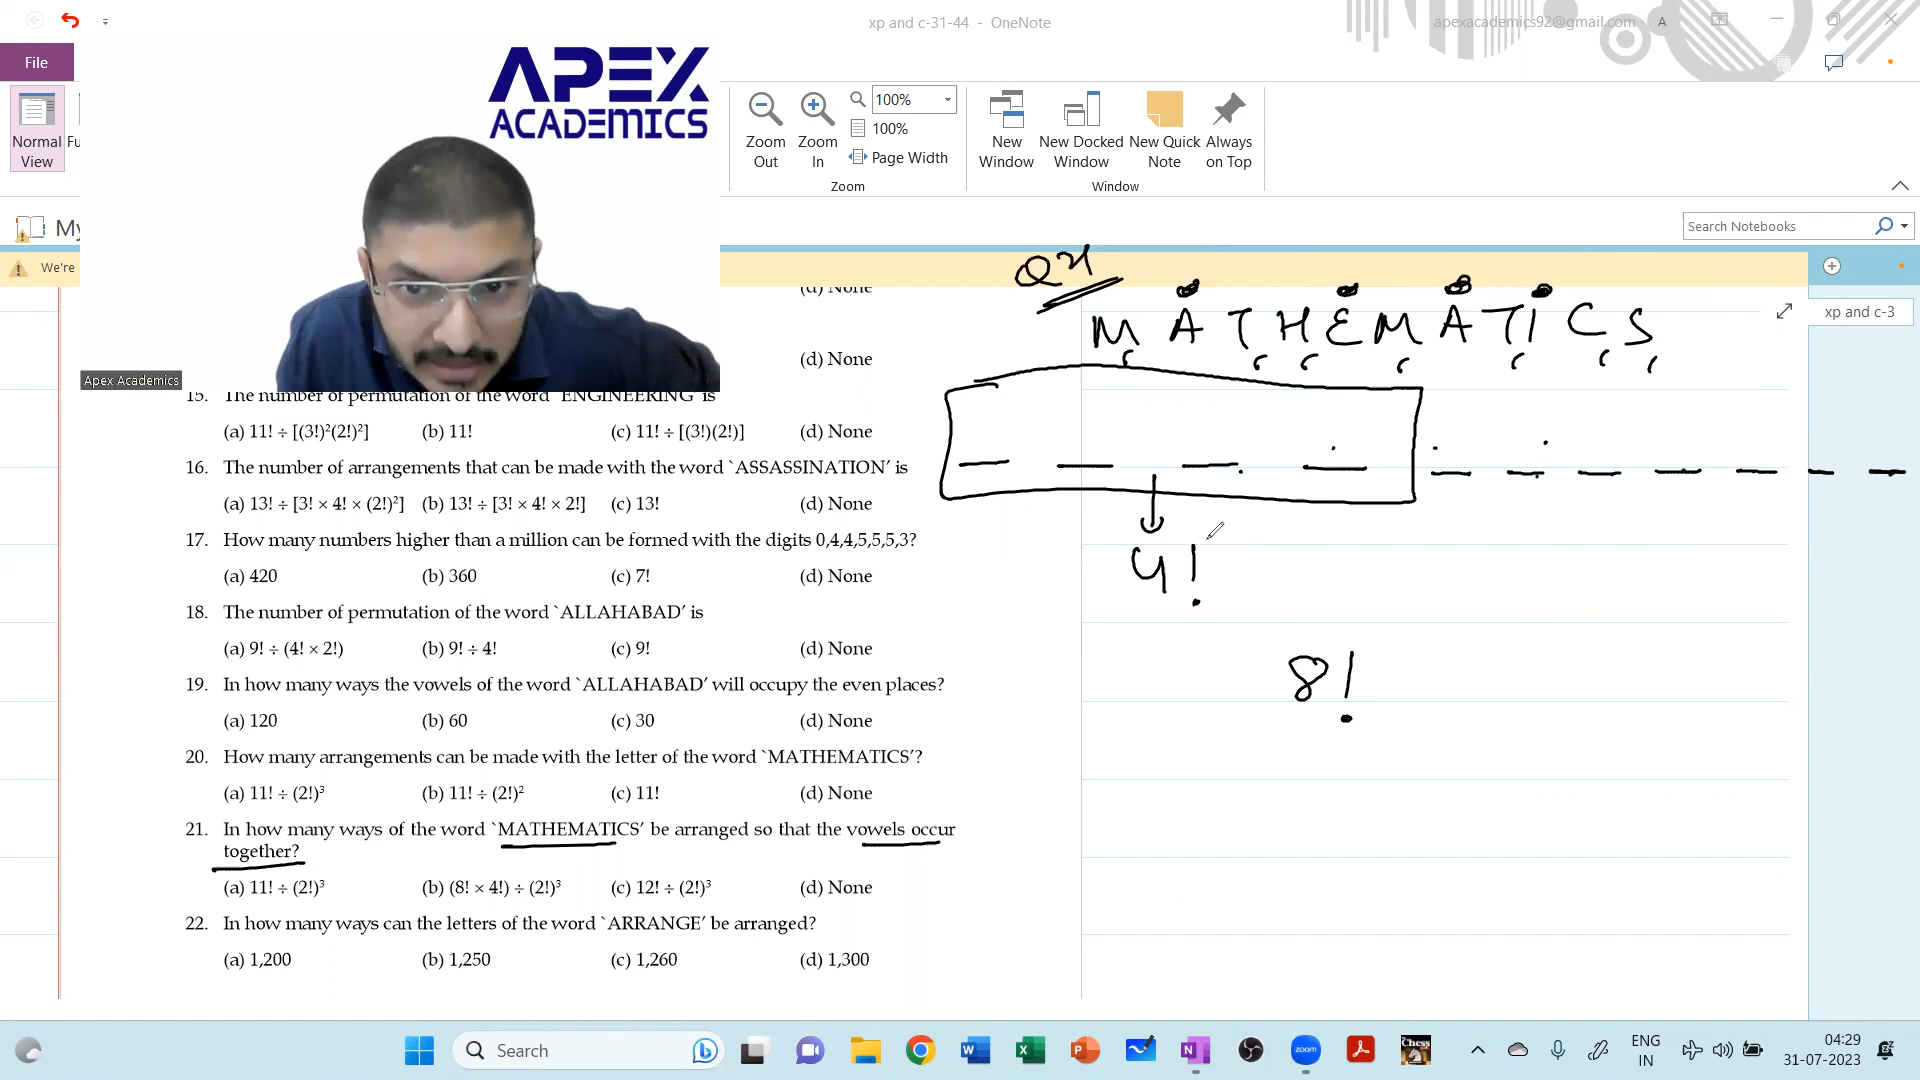 xp and c-31-44 - OneNote
apexacademics92@gmail.com A
File
APEX
ACADEMICS
Normal
View
Fu
Zoom
Out
Zoom
In
100%
100%
Page Width
Zoom
New
Window
New Docked
Window
New Quick
Note
Always
on Top
Window
My
Search Notebooks
We're
xp and c-3
Apex Academics
(d) None
(d) None
15. The number of permutation of the word `ENGINEERING' is
(a) 11! ÷ [(3!)²(2!)²] (b) 11! (c) 11! ÷ [(3!)(2!)] (d) None
16. The number of arrangements that can be made with the word `ASSASSINATION' is
(a) 13! ÷ [3! × 4! × (2!)²] (b) 13! ÷ [3! × 4! × 2!] (c) 13! (d) None
17. How many numbers higher than a million can be formed with the digits 0,4,4,5,5,5,3?
(a) 420 (b) 360 (c) 7! (d) None
18. The number of permutation of the word `ALLAHABAD' is
(a) 9! ÷ (4! × 2!) (b) 9! ÷ 4! (c) 9! (d) None
19. In how many ways the vowels of the word `ALLAHABAD' will occupy the even places?
(a) 120 (b) 60 (c) 30 (d) None
20. How many arrangements can be made with the letter of the word `MATHEMATICS'?
(a) 11! ÷ (2!)³ (b) 11! ÷ (2!)² (c) 11! (d) None
21. In how many ways of the word `MATHEMATICS' be arranged so that the vowels occur
together?
(a) 11! ÷ (2!)³ (b) (8! × 4!) ÷ (2!)³ (c) 12! ÷ (2!)³ (d) None
22. In how many ways can the letters of the word `ARRANGE' be arranged?
(a) 1,200 (b) 1,250 (c) 1,260 (d) 1,300
MATHEMATICS
4!
8!
Search
ENG
IN
04:29
31-07-2023